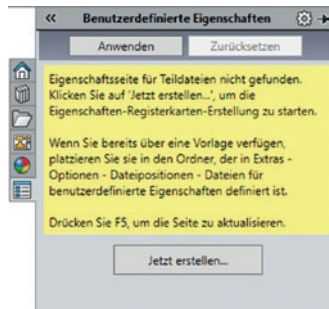 Benutzerdefinierte Eigenschaften
Anwenden Zurücksetzen
Eigenschaftsseite für Teildateien nicht gefunden.
Klicken Sie auf 'Jetzt erstellen...', um die
Eigenschaften-Registerkarten-Erstellung zu starten.
Wenn Sie bereits über eine Vorlage verfügen,
platzieren Sie sie in den Ordner, der in Extras -
Optionen - Dateipositionen - Dateien für
benutzerdefinierte Eigenschaften definiert ist.
Drücken Sie F5, um die Seite zu aktualisieren.
Jetzt erstellen...